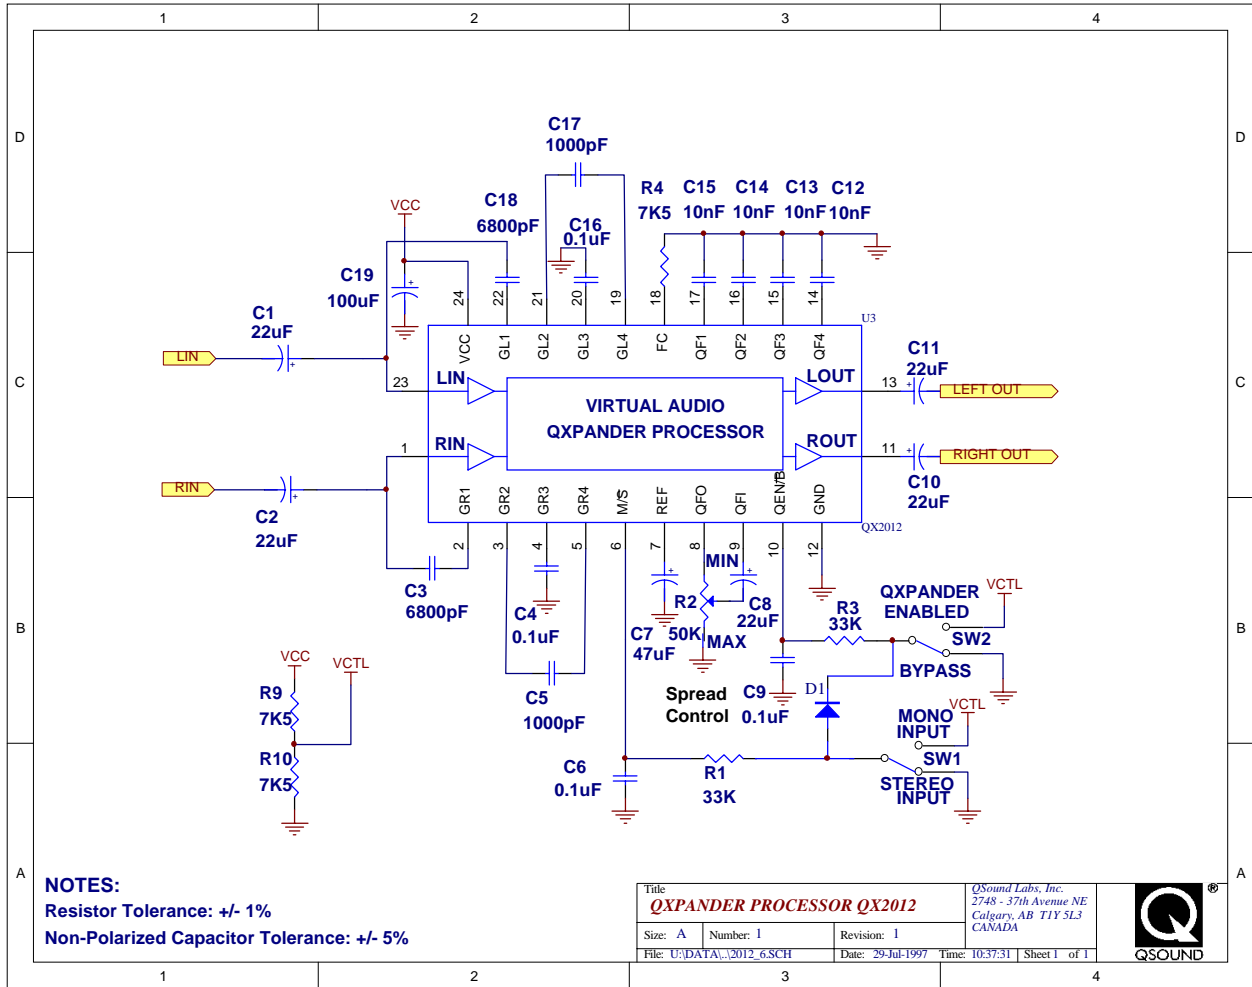 1 2 3 4
D D
C17
1000pF
C18
6800pF
C16
0.1uF
R4
7K5
C15
10nF
C14
10nF
C13
10nF
C12
10nF
VCC
C19
100uF
24 22 21 20 19 18 17 16 15 14
VCC GL1 GL2 GL3 GL4 FC QF1 QF2 QF3 QF4
U3
C C
C1
22uF
LIN
23
LIN
LOUT
13
C11
22uF
LEFT OUT
VIRTUAL AUDIO
QXPANDER PROCESSOR
RIN
C2
22uF
1
RIN
ROUT
11
C10
22uF
RIGHT OUT
GR1 GR2 GR3 GR4 M/S REF QFO QFI QEN/B GND
QX2012
2 3 4 5 6 7 8 9 10 12
C3
6800pF
C4
0.1uF
C5
1000pF
MIN
R2
50K
MAX
C7
47uF
C8
22uF
Spread
Control
C9
0.1uF
R3
33K
QXPANDER
ENABLED
VCTL
SW2
BYPASS
B B
D1
VCTL
MONO
INPUT
SW1
STEREO
INPUT
R1
33K
C6
0.1uF
VCC
VCTL
R9
7K5
R10
7K5
A A
NOTES:
Resistor Tolerance: +/- 1%
Non-Polarized Capacitor Tolerance: +/- 5%
Title
QXPANDER PROCESSOR QX2012
QSound Labs, Inc.
2748 - 37th Avenue NE
Calgary, AB T1Y 5L3
CANADA
Size: A Number: 1 Revision: 1
File: U:\DATA\...\2012_6.SCH Date: 29-Jul-1997 Time: 10:37:31 Sheet 1 of 1
®
QSOUND
1 2 3 4